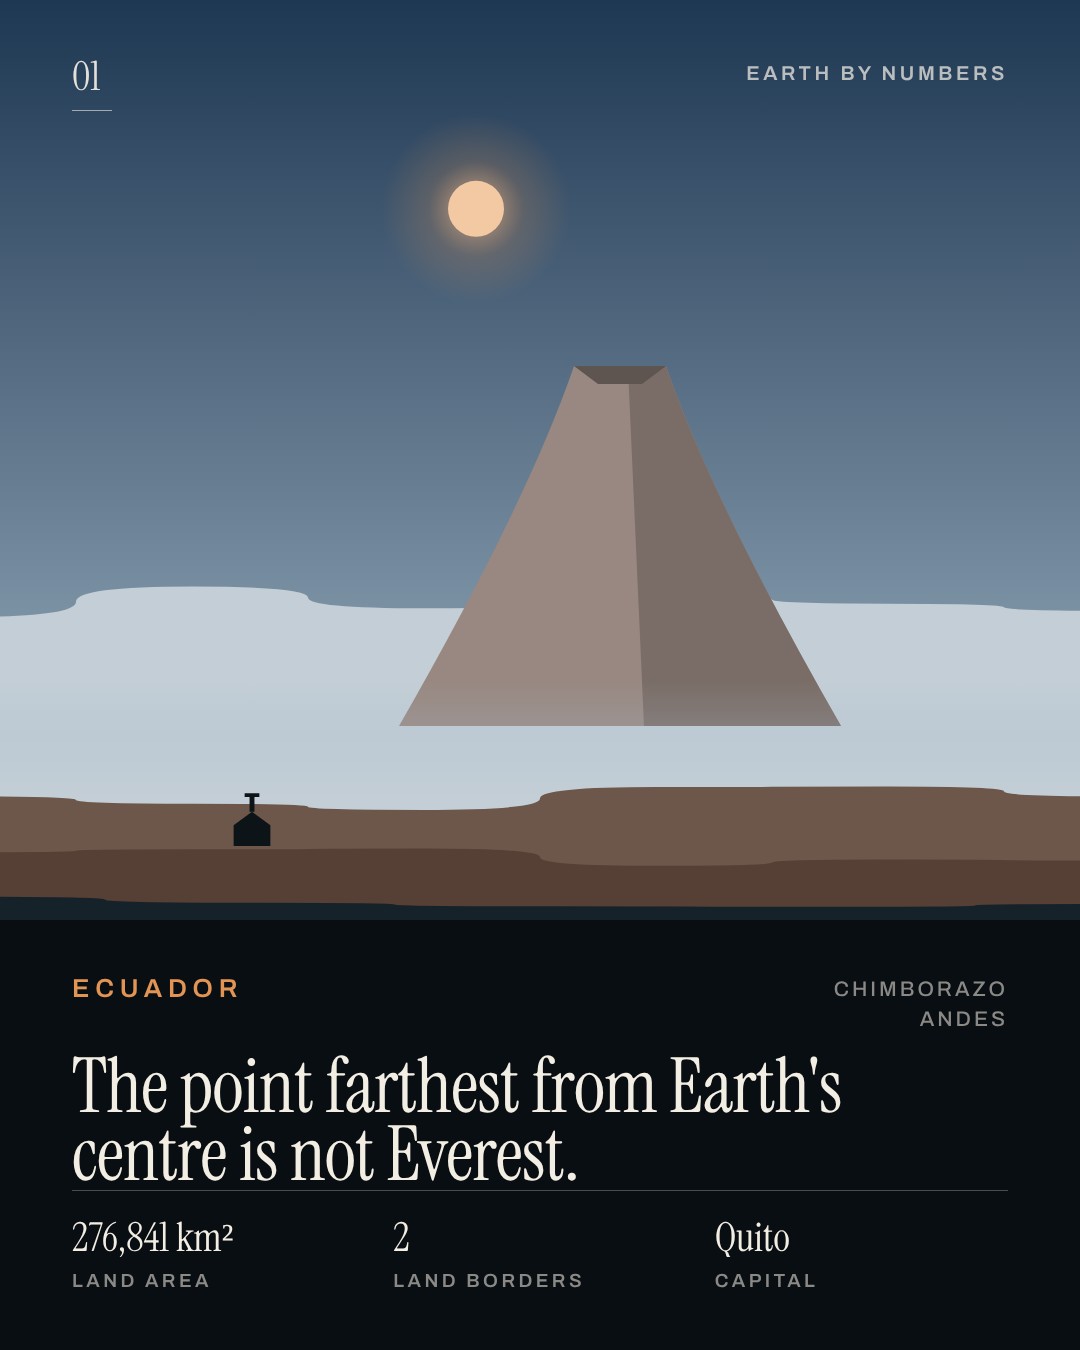 01
EARTH BY NUMBERS
ECUADOR
CHIMBORAZO
ANDES
The point farthest from Earth's
centre is not Everest.
276,841 km²
LAND AREA
2
LAND BORDERS
Quito
CAPITAL